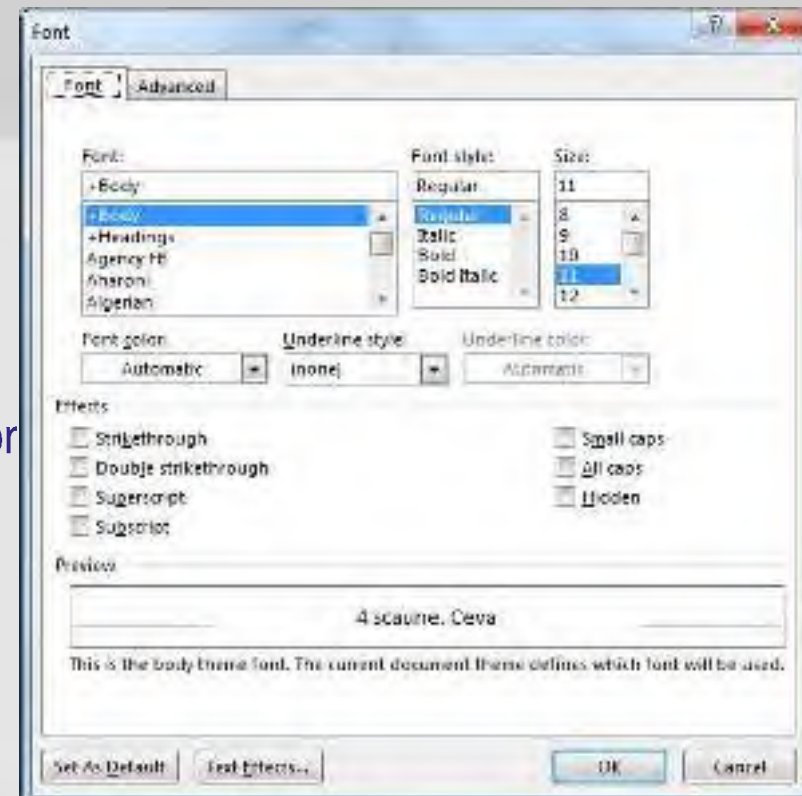 Font
Font Advanced
Font: Font style: Size:
+Body Regular 11
+Body Regular 8
+Headings Italic 9
Agency FB Bold 10
Aharoni Bold Italic 11
Algerian 12
Font color: Underline style: Underline color:
Automatic (none) Automatic
Effects
or
Strikethrough Small caps
Double strikethrough All caps
Superscript Hidden
Subscript
Preview
4 scaune. Ceva
This is the body theme font. The current document theme defines which font will be used.
Set As Default Text Effects... OK Cancel